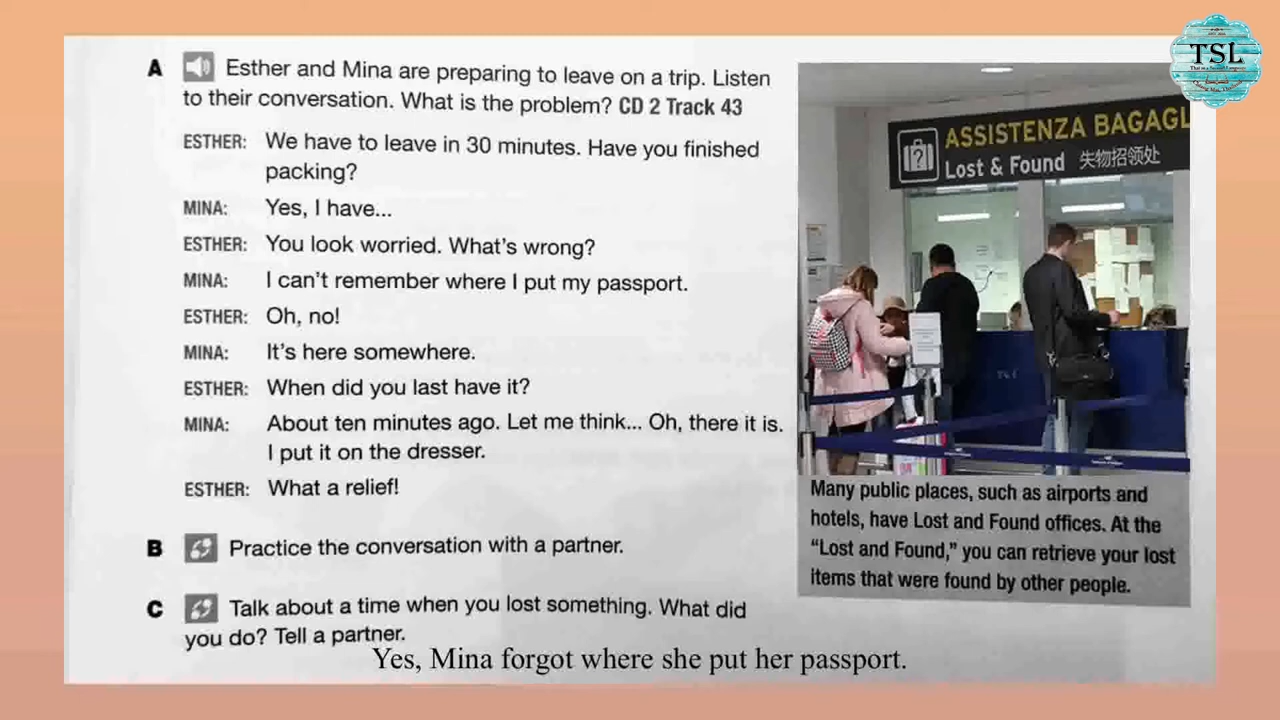 TSL
A Esther and Mina are preparing to leave on a trip. Listen
to their conversation. What is the problem? CD 2 Track 43
ESTHER: We have to leave in 30 minutes. Have you finished
packing?
MINA: Yes, I have...
ESTHER: You look worried. What's wrong?
MINA: I can't remember where I put my passport.
ESTHER: Oh, no!
MINA: It's here somewhere.
ESTHER: When did you last have it?
MINA: About ten minutes ago. Let me think... Oh, there it is.
I put it on the dresser.
ESTHER: What a relief!
B Practice the conversation with a partner.
C Talk about a time when you lost something. What did
you do? Tell a partner.
ASSISTENZA BAGAGL
Lost & Found 失物招领处
Many public places, such as airports and
hotels, have Lost and Found offices. At the
“Lost and Found,” you can retrieve your lost
items that were found by other people.
Yes, Mina forgot where she put her passport.